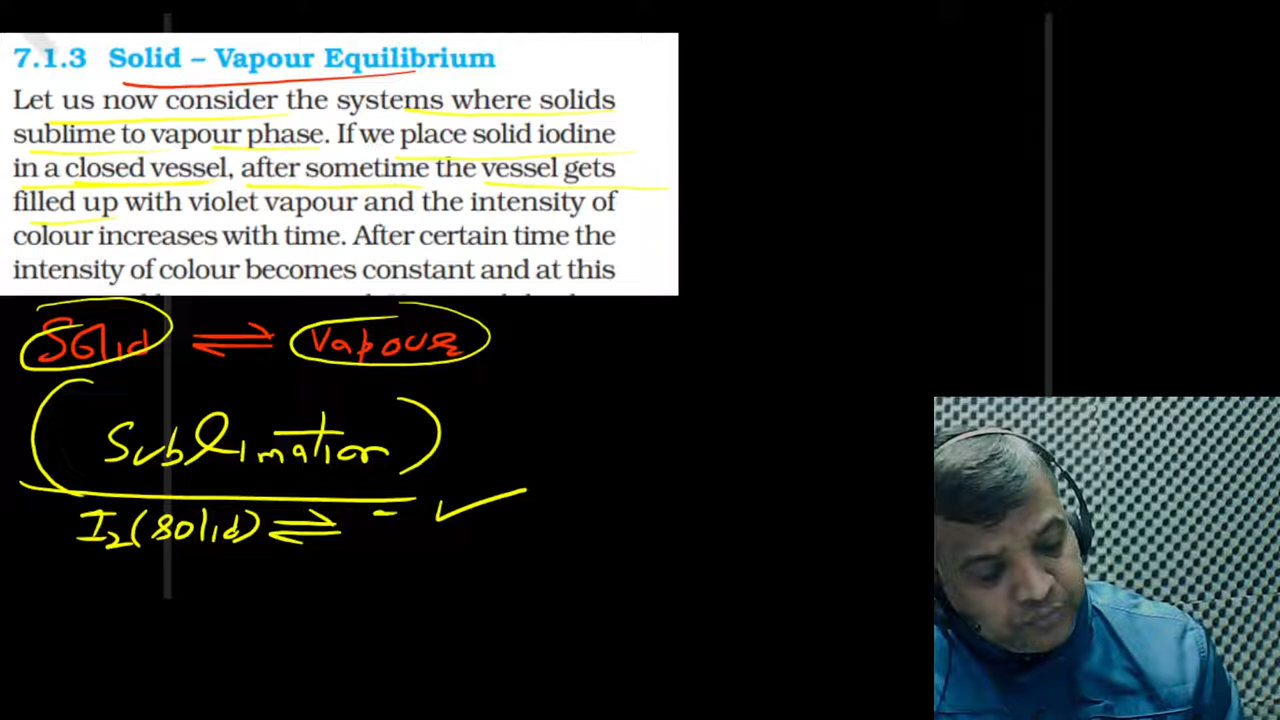 7.1.3 Solid – Vapour Equilibrium
Let us now consider the systems where solids
sublime to vapour phase. If we place solid iodine
in a closed vessel, after sometime the vessel gets
filled up with violet vapour and the intensity of
colour increases with time. After certain time the
intensity of colour becomes constant and at this
Solid ⇌ Vapour
(Sublimation)
I₂(solid) ⇌ -